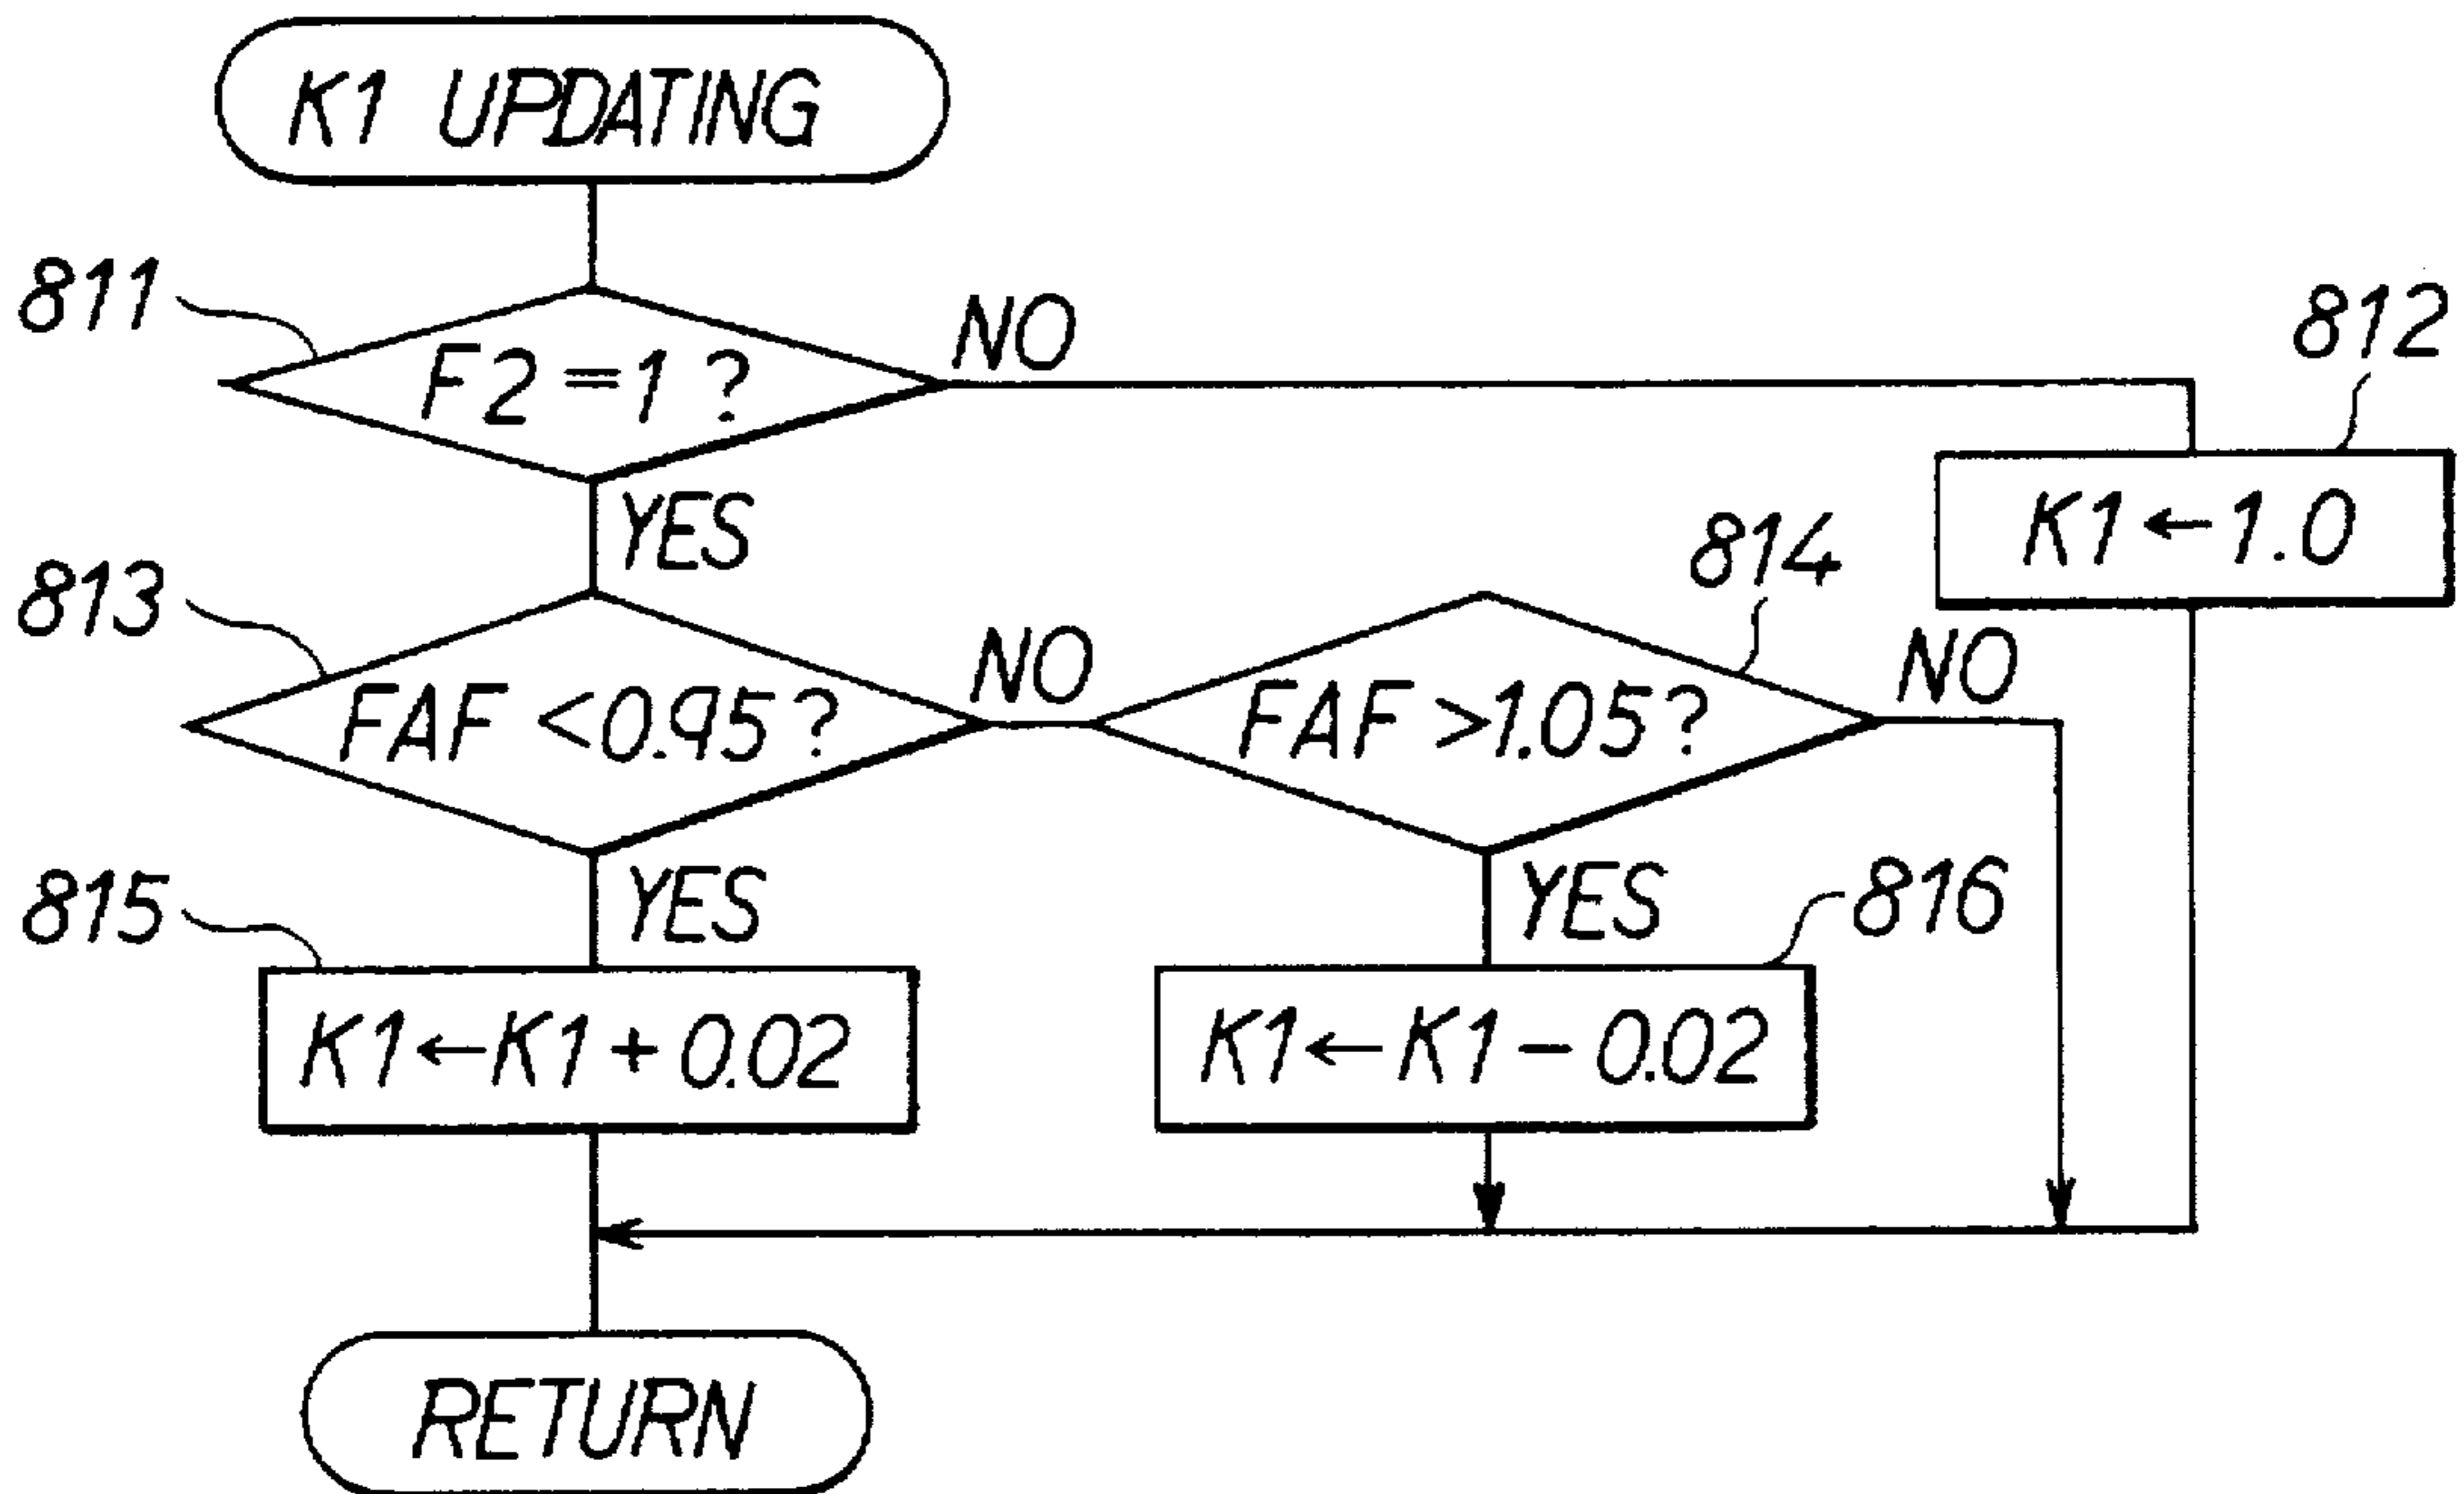 K1 UPDATING
811
F2=1?
NO
812
K1←1.0
YES
813
FAF<0.95?
NO
814
FAF>1.05?
NO
YES
815
K1←K1+0.02
YES
816
K1←K1-0.02
RETURN